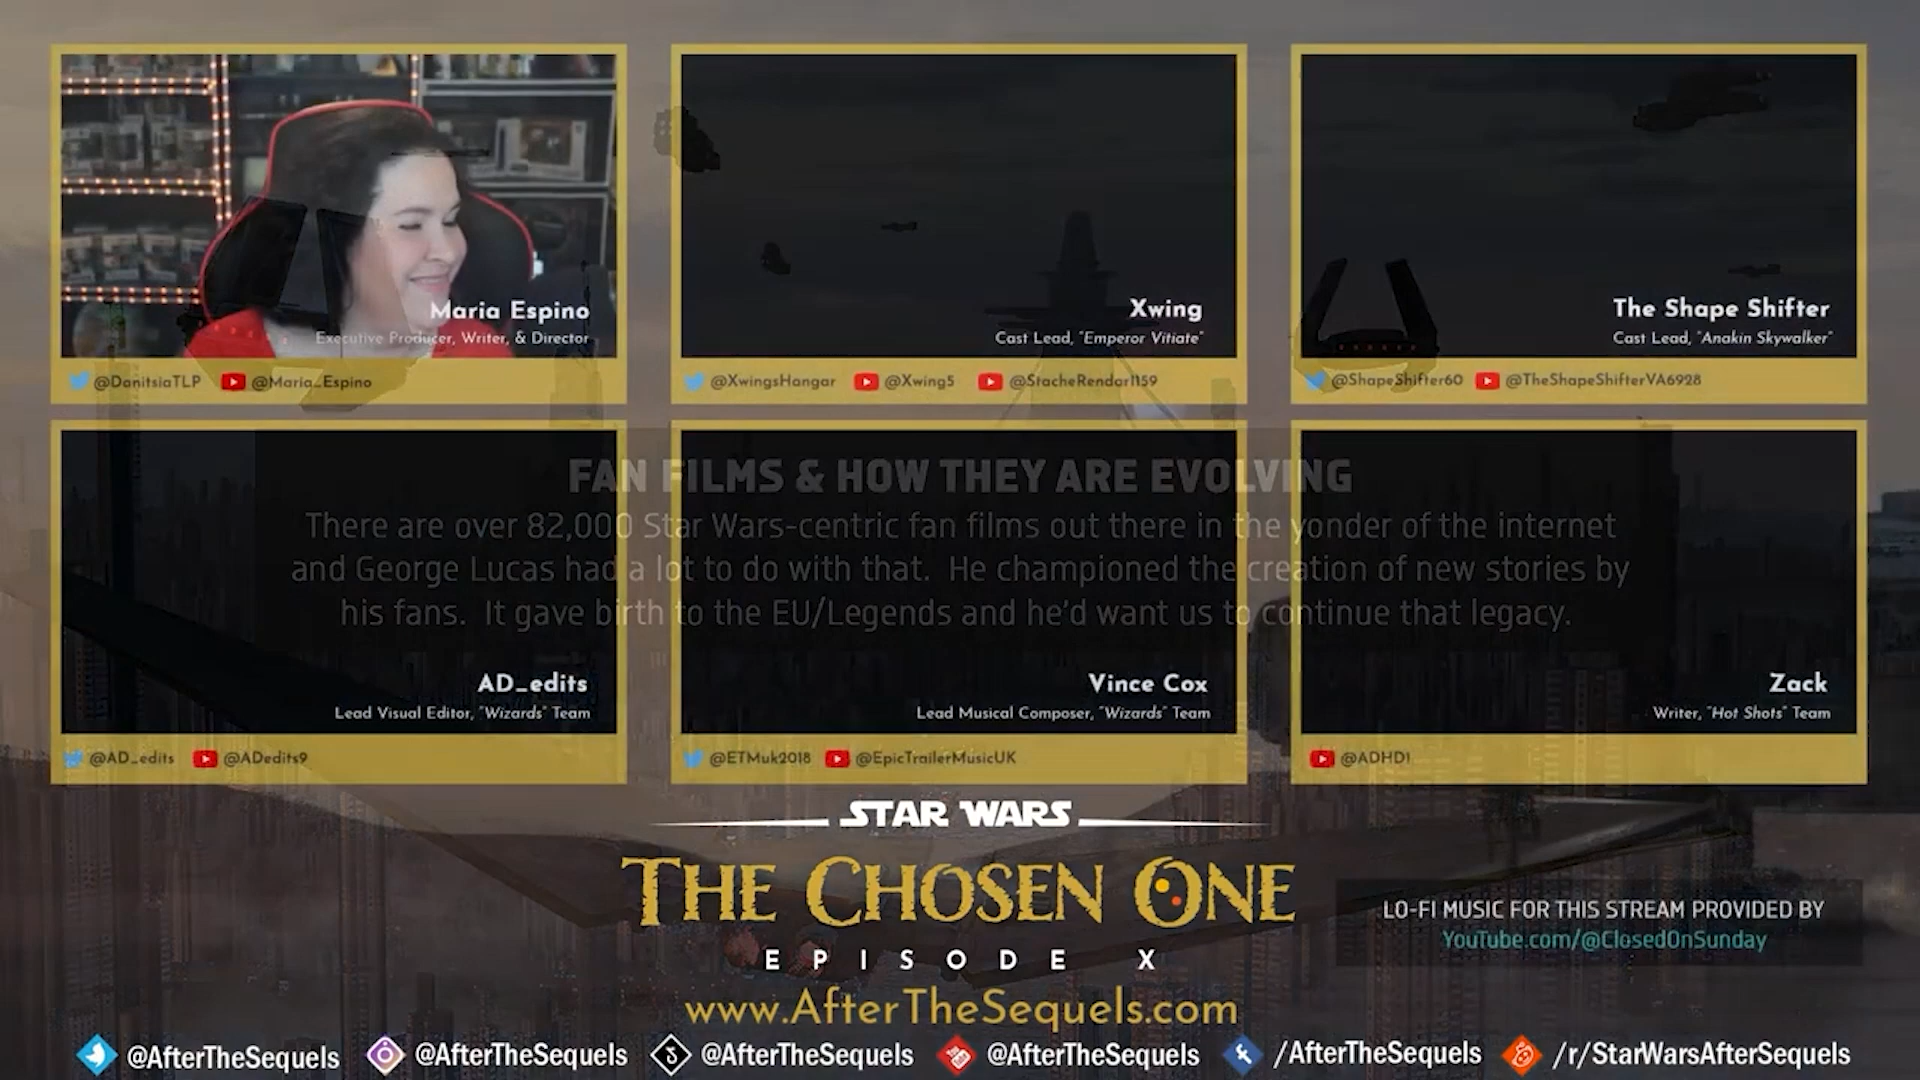 Maria Espino
Executive Producer, Writer, & Director
@DanitsiaTLP @Maria_Espino
Xwing
Cast Lead, "Emperor Vitiate"
@XwingsHangar @Xwing5 @StacheRendar1159
The Shape Shifter
Cast Lead, "Anakin Skywalker"
@ShapeShifter60 @TheShapeShifterVA6928
FAN FILMS & HOW THEY ARE EVOLVING
There are over 82,000 Star Wars-centric fan films out there in the yonder of the internet
and George Lucas had a lot to do with that. He championed the creation of new stories by
his fans. It gave birth to the EU/Legends and he'd want us to continue that legacy.
AD_edits
Lead Visual Editor, "Wizards" Team
@AD_edits @ADedits9
Vince Cox
Lead Musical Composer, "Wizards" Team
@ETMuk2018 @EpicTrailerMusicUK
Zack
Writer, "Hot Shots" Team
@ADHD1
STAR WARS
THE CHOSEN ONE
EPISODE X
www.AfterTheSequels.com
LO-FI MUSIC FOR THIS STREAM PROVIDED BY
YouTube.com/@ClosedOnSunday
@AfterTheSequels @AfterTheSequels @AfterTheSequels @AfterTheSequels /AfterTheSequels /r/StarWarsAfterSequels